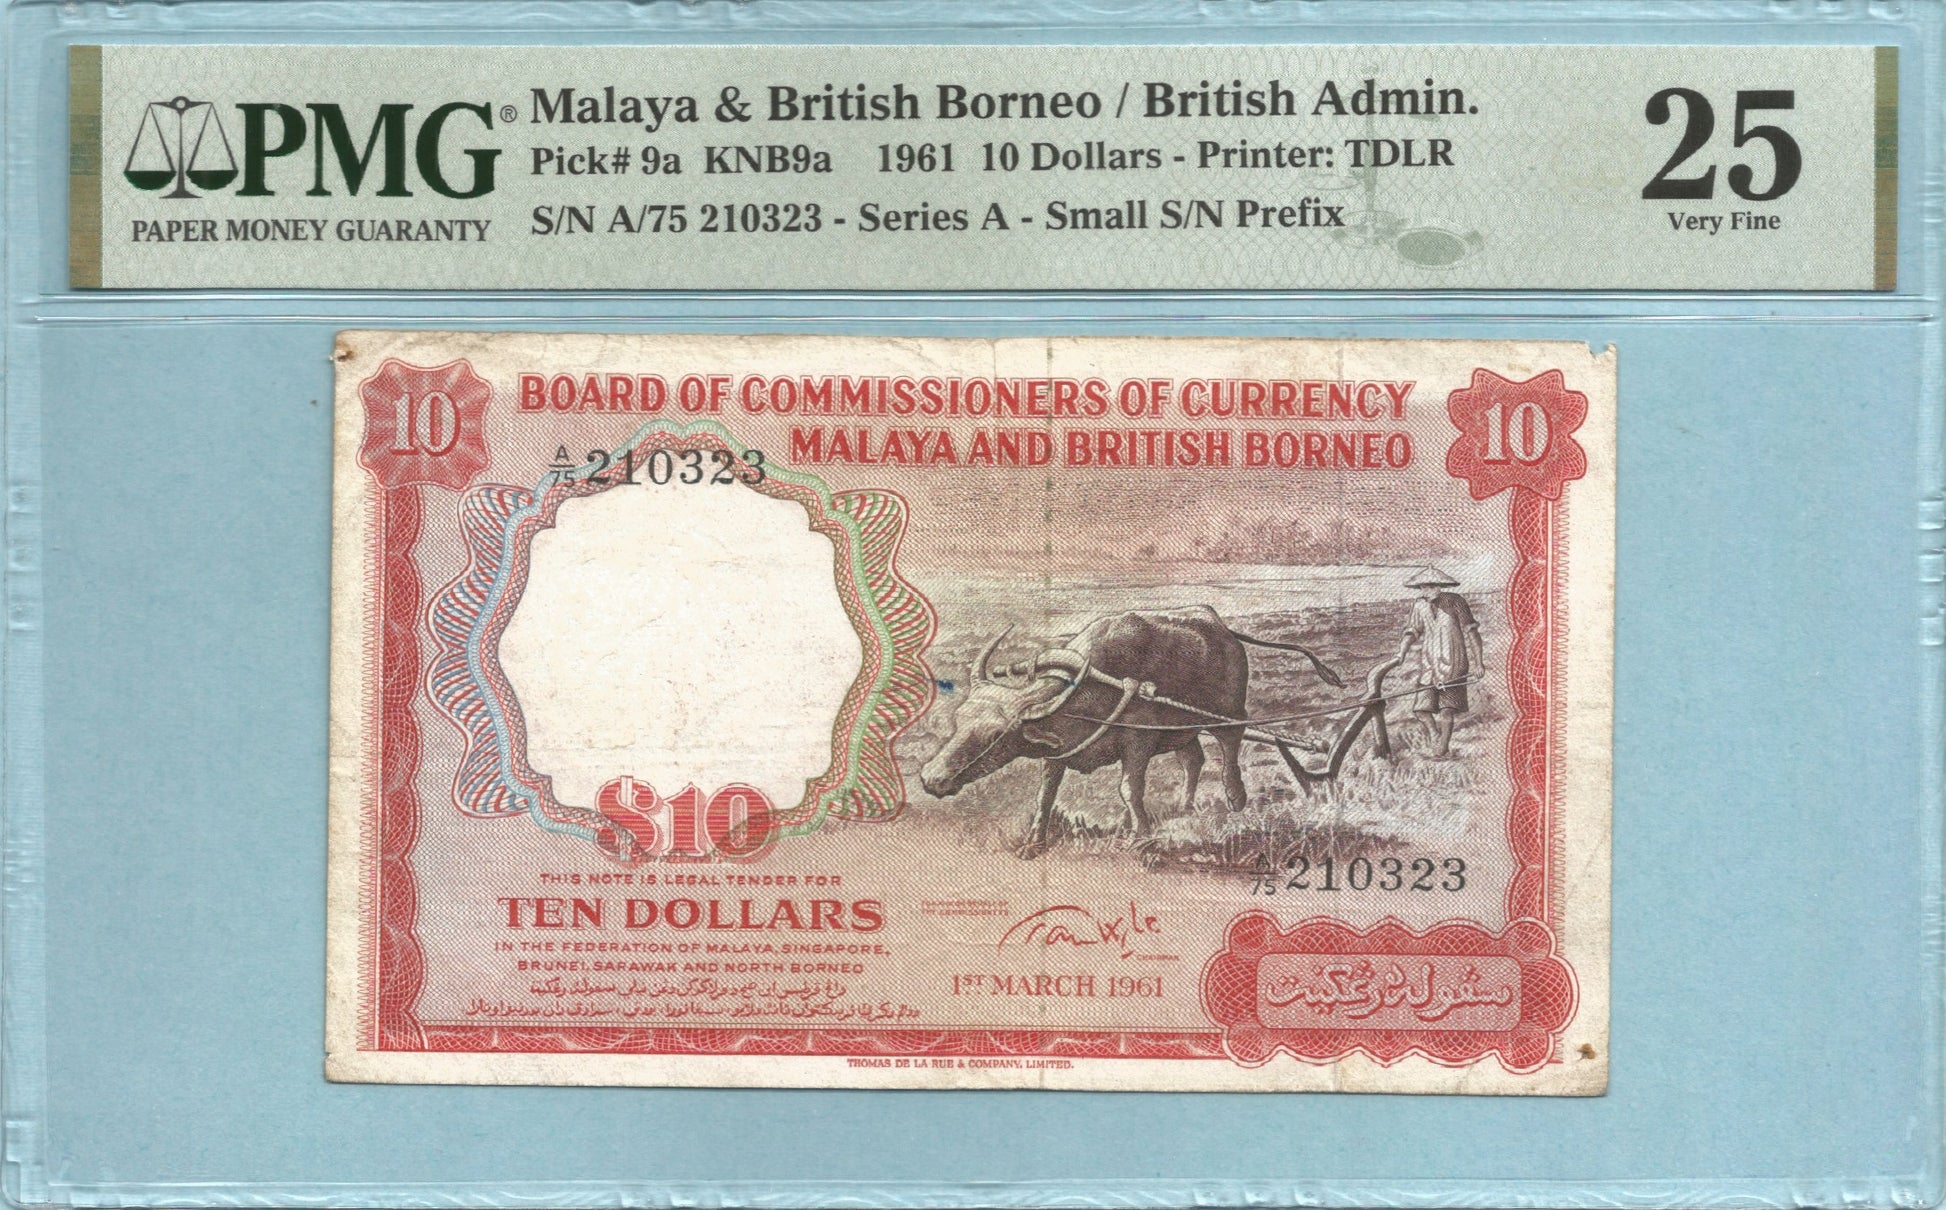 PMG®
PAPER MONEY GUARANTY
Malaya & British Borneo / British Admin.
Pick# 9a KNB9a 1961 10 Dollars - Printer: TDLR
S/N A/75 210323 - Series A - Small S/N Prefix
25
Very Fine
10
BOARD OF COMMISSIONERS OF CURRENCY
MALAYA AND BRITISH BORNEO
10
A/75 210323
$10
A/75 210323
THIS NOTE IS LEGAL TENDER FOR
TEN DOLLARS
IN THE FEDERATION OF MALAYA, SINGAPORE,
BRUNEI, SARAWAK AND NORTH BORNEO
CHAIRMAN
1ST MARCH 1961
سڤوله رڠݢيت
THOMAS DE LA RUE & COMPANY, LIMITED.